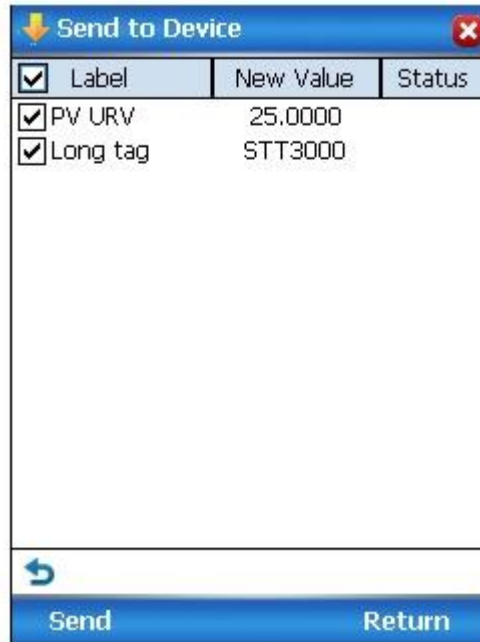 Send to Device
Label New Value Status
PV URV 25.0000
Long tag STT3000
Send Return